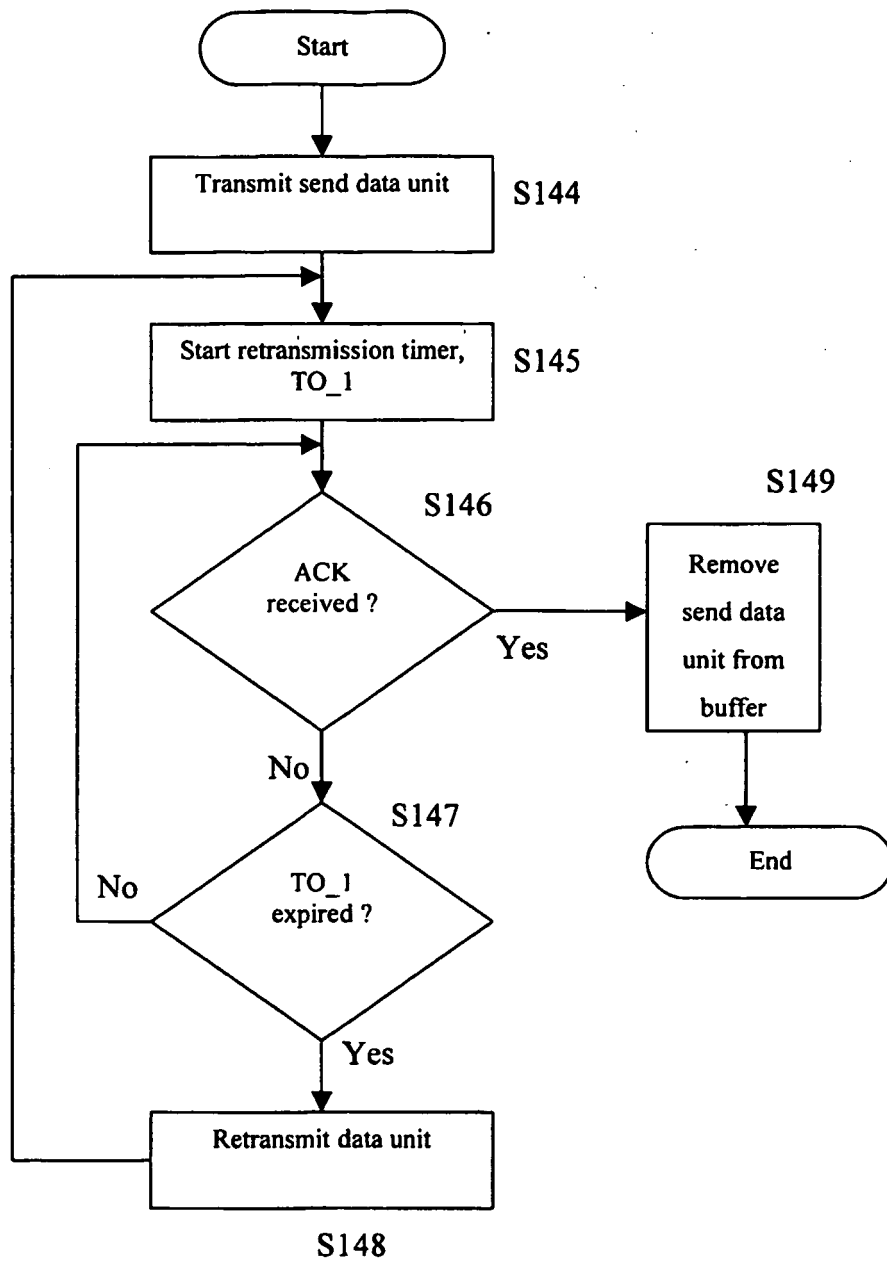 Start
Transmit send data unit
S144
Start retransmission timer,
TO_1
S145
S146
ACK
received ?
Yes
No
S149
Remove
send data
unit from
buffer
End
S147
TO_1
expired ?
No
Yes
Retransmit data unit
S148